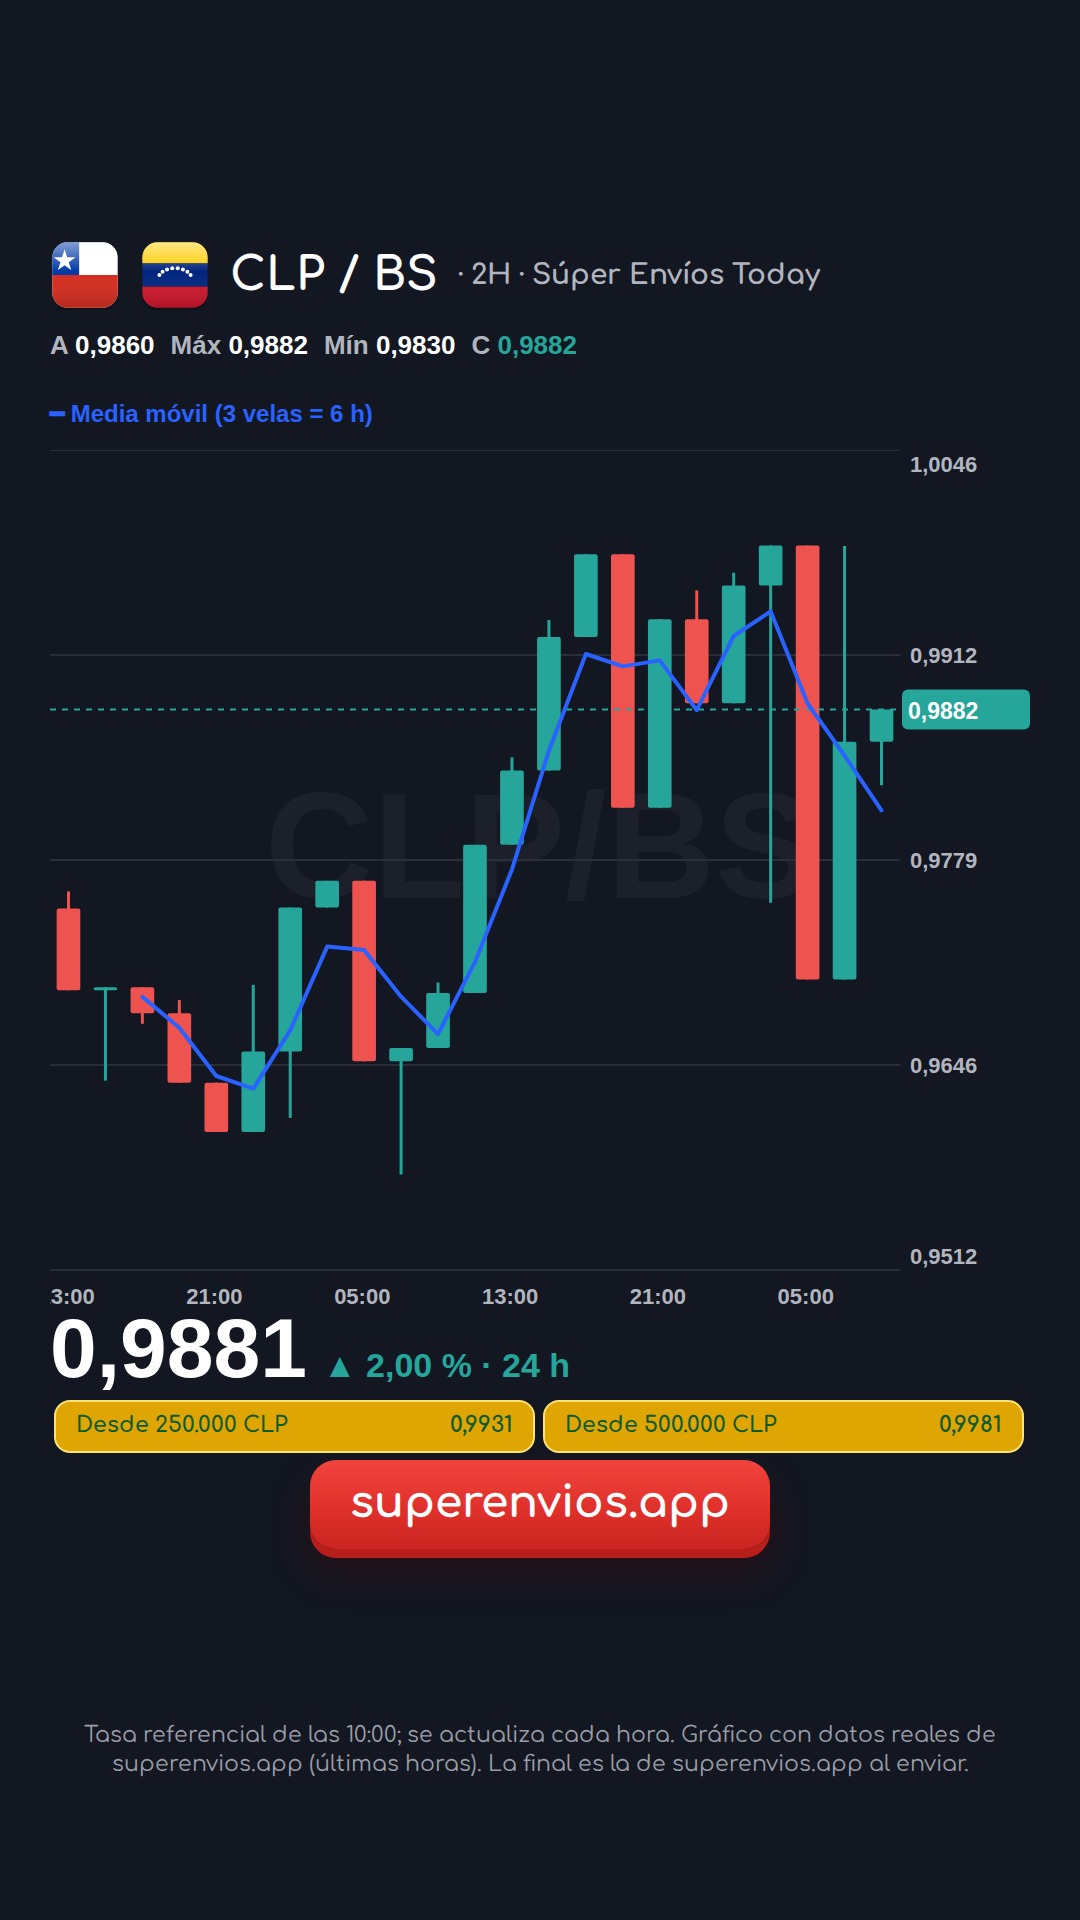 CLP / BS · 2H · Súper Envíos Today
A 0,9860 Máx 0,9882 Mín 0,9830 C 0,9882
Media móvil (3 velas = 6 h)
1,0046
0,9912
0,9882
CLP/BS
0,9779
0,9646
0,9512
3:00 21:00 05:00 13:00 21:00 05:00
0,9881 ▲ 2,00 % · 24 h
Desde 250.000 CLP 0,9931 Desde 500.000 CLP 0,9981
superenvios.app
Tasa referencial de las 10:00; se actualiza cada hora. Gráfico con datos reales de
superenvios.app (últimas horas). La final es la de superenvios.app al enviar.